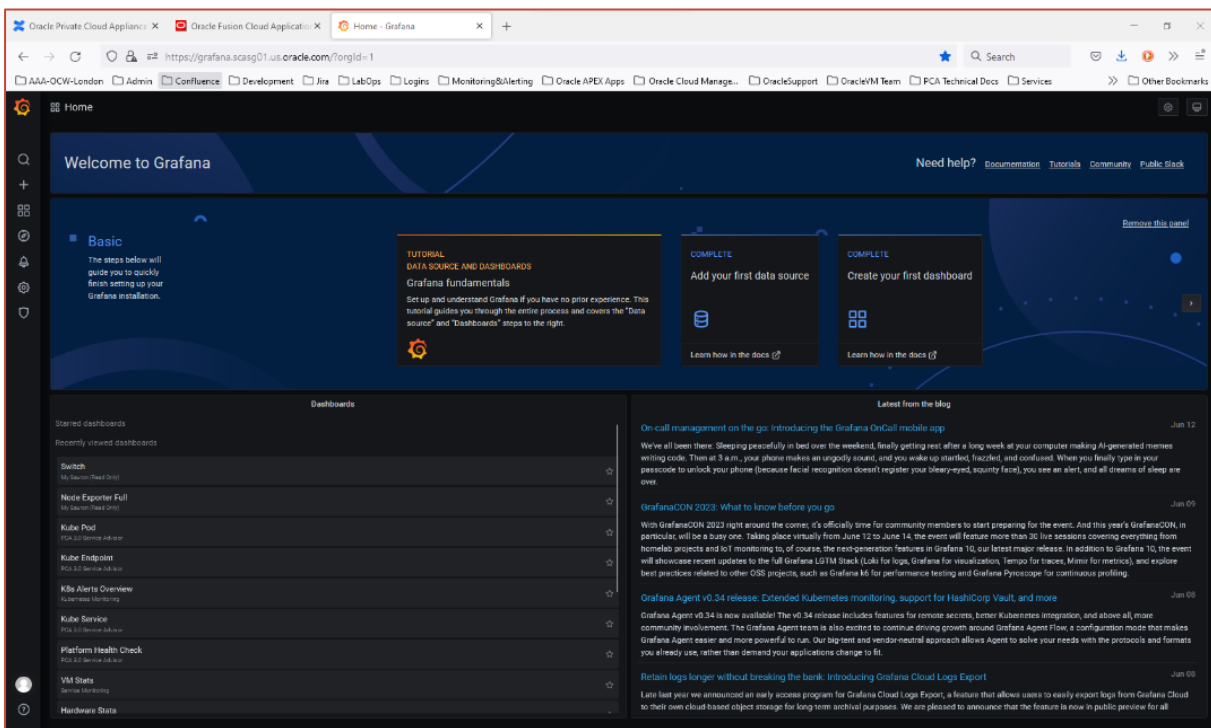 Oracle Private Cloud Appliance
Oracle Fusion Cloud Applicatio
Home - Grafana
https://grafana.scasg01.us.oracle.com/?orgId=1
Search
AAA-OCW-London
Admin
Confluence
Development
Jira
LabOps
Logins
Monitoring&Alerting
Oracle APEX Apps
Oracle Cloud Manage...
OracleSupport
OracleVM Team
PCA Technical Docs
Services
Other Bookmarks
Home
Welcome to Grafana
Need help?
Documentation
Tutorials
Community
Public Slack
Remove this panel
Basic
The steps below will
guide you to quickly
finish setting up your
Grafana installation.
TUTORIAL
DATA SOURCE AND DASHBOARDS
Grafana fundamentals
Set up and understand Grafana if you have no prior experience. This
tutorial guides you through the entire process and covers the "Data
source" and "Dashboards" steps to the right.
COMPLETE
Add your first data source
Learn how in the docs
COMPLETE
Create your first dashboard
Learn how in the docs
Dashboards
Starred dashboards
Recently viewed dashboards
Switch
My Sauron (Read Only)
Node Exporter Full
My Sauron (Read Only)
Kube Pod
PCA 3.0 Service Advisor
Kube Endpoint
PCA 3.0 Service Advisor
K8s Alerts Overview
Kubernetes Monitoring
Kube Service
PCA 3.0 Service Advisor
Platform Health Check
PCA 3.0 Service Advisor
VM Stats
Service Monitoring
Hardware Stats
Latest from the blog
On-call management on the go: Introducing the Grafana OnCall mobile app
Jun 12
We've all been there: Sleeping peacefully in bed over the weekend, finally getting rest after a long week at your computer making AI-generated memes
writing code. Then at 3 a.m., your phone makes an ungodly sound, and you wake up startled, frazzled, and confused. When you finally type in your
passcode to unlock your phone (because facial recognition doesn't register your bleary-eyed, squinty face), you see an alert, and all dreams of sleep are
over.
GrafanaCON 2023: What to know before you go
Jun 09
With GrafanaCON 2023 right around the corner, it's officially time for community members to start preparing for the event. And this year's GrafanaCON, in
particular, will be a busy one. Taking place virtually from June 12 to June 14, the event will feature more than 30 live sessions covering everything from
homelab projects and IoT monitoring to, of course, the next-generation features in Grafana 10, our latest major release. In addition to Grafana 10, the event
will showcase recent updates to the full Grafana LGTM Stack (Loki for logs, Grafana for visualization, Tempo for traces, Mimir for metrics), and explore
best practices related to other OSS projects, such as Grafana k6 for performance testing and Grafana Pyroscope for continuous profiling.
Grafana Agent v0.34 release: Extended Kubernetes monitoring, support for HashiCorp Vault, and more
Jun 08
Grafana Agent v0.34 is now available! The v0.34 release includes features for remote secrets, better Kubernetes integration, and above all, more
community involvement. The Grafana Agent team is also excited to continue driving growth around Grafana Agent Flow, a configuration mode that makes
Grafana Agent easier and more powerful to run. Our big-tent and vendor-neutral approach allows Agent to solve your needs with the protocols and formats
you already use, rather than demand your applications change to fit.
Retain logs longer without breaking the bank: Introducing Grafana Cloud Logs Export
Jun 08
Late last year we announced an early access program for Grafana Cloud Logs Export, a feature that allows users to easily export logs from Grafana Cloud
to their own cloud-based object storage for long-term archival purposes. We are pleased to announce that the feature is now in public preview for all